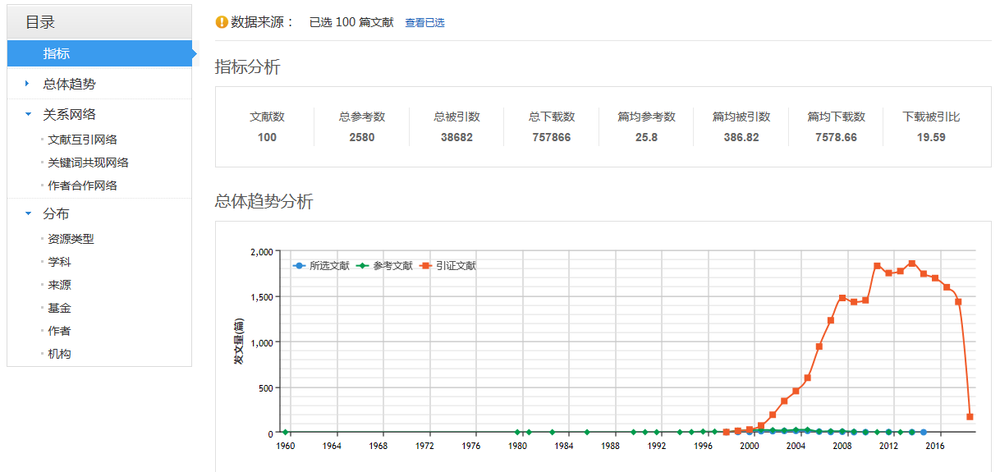 目录
指标
总体趋势
关系网络
文献互引网络
关键词共现网络
作者合作网络
分布
资源类型
学科
来源
基金
作者
机构
数据来源： 已选 100 篇文献 查看已选
指标分析
文献数 总参考数 总被引数 总下载数 篇均参考数 篇均被引数 篇均下载数 下载被引比
100 2580 38682 757866 25.8 386.82 7578.66 19.59
总体趋势分析
所选文献 参考文献 引证文献
发文量(篇)
2,000
1,500
1,000
500
0
1960 1964 1968 1972 1976 1980 1984 1988 1992 1996 2000 2004 2008 2012 2016